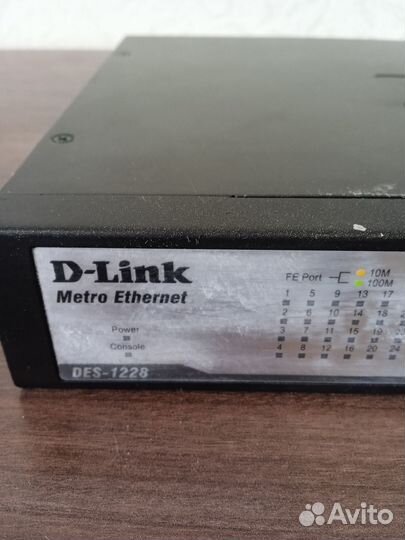 D-Link
Metro Ethernet
FE Port
10M
100M
1 5 9 13 17
2 6 10 14 18
3 7 11 15 19
4 8 12 16 20 24
Power
Console
DES-1228
Avito